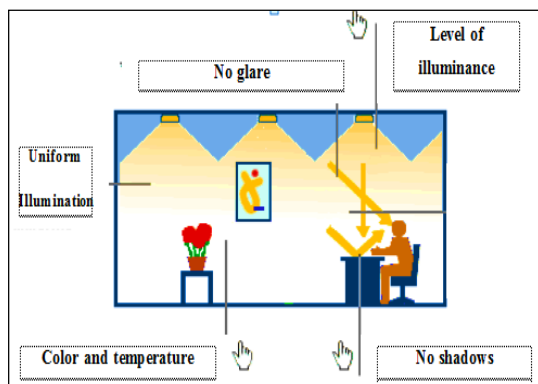 Level of
illuminance
No glare
Uniform
Illumination
Color and temperature
No shadows